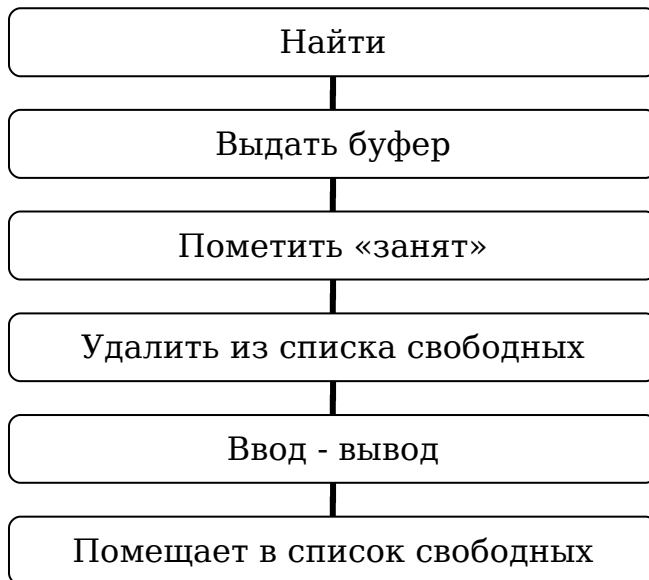 Найти
Выдать буфер
Пометить «занят»
Удалить из списка свободных
Ввод - вывод
Помещает в список свободных